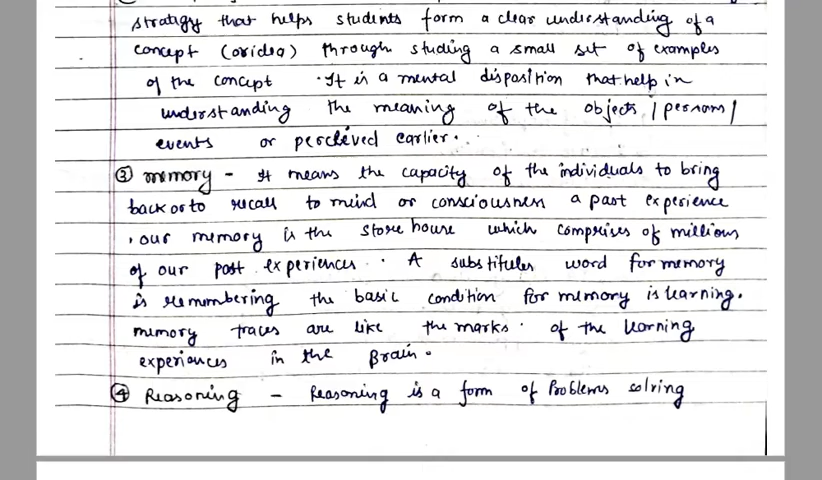 stratigy that helps students form a clear understanding of a
concept (or idea) through studing a small set of examples
of the concept . It is a mental disposition that help in
understanding the meaning of the objects / persons /
events or percieved earlier.
③ memory - It means the capacity of the individuals to bring
back or to recall to mind or consciousness a past experience
. our memory is the store house which comprises of millions
of our past experiences . A substitutes word for memory
is remmbering the basic condition for memory is learning.
memory traces are like the marks of the learning
experiences in the Brain.
④ Reasoning - Reasoning is a form of Problems solving